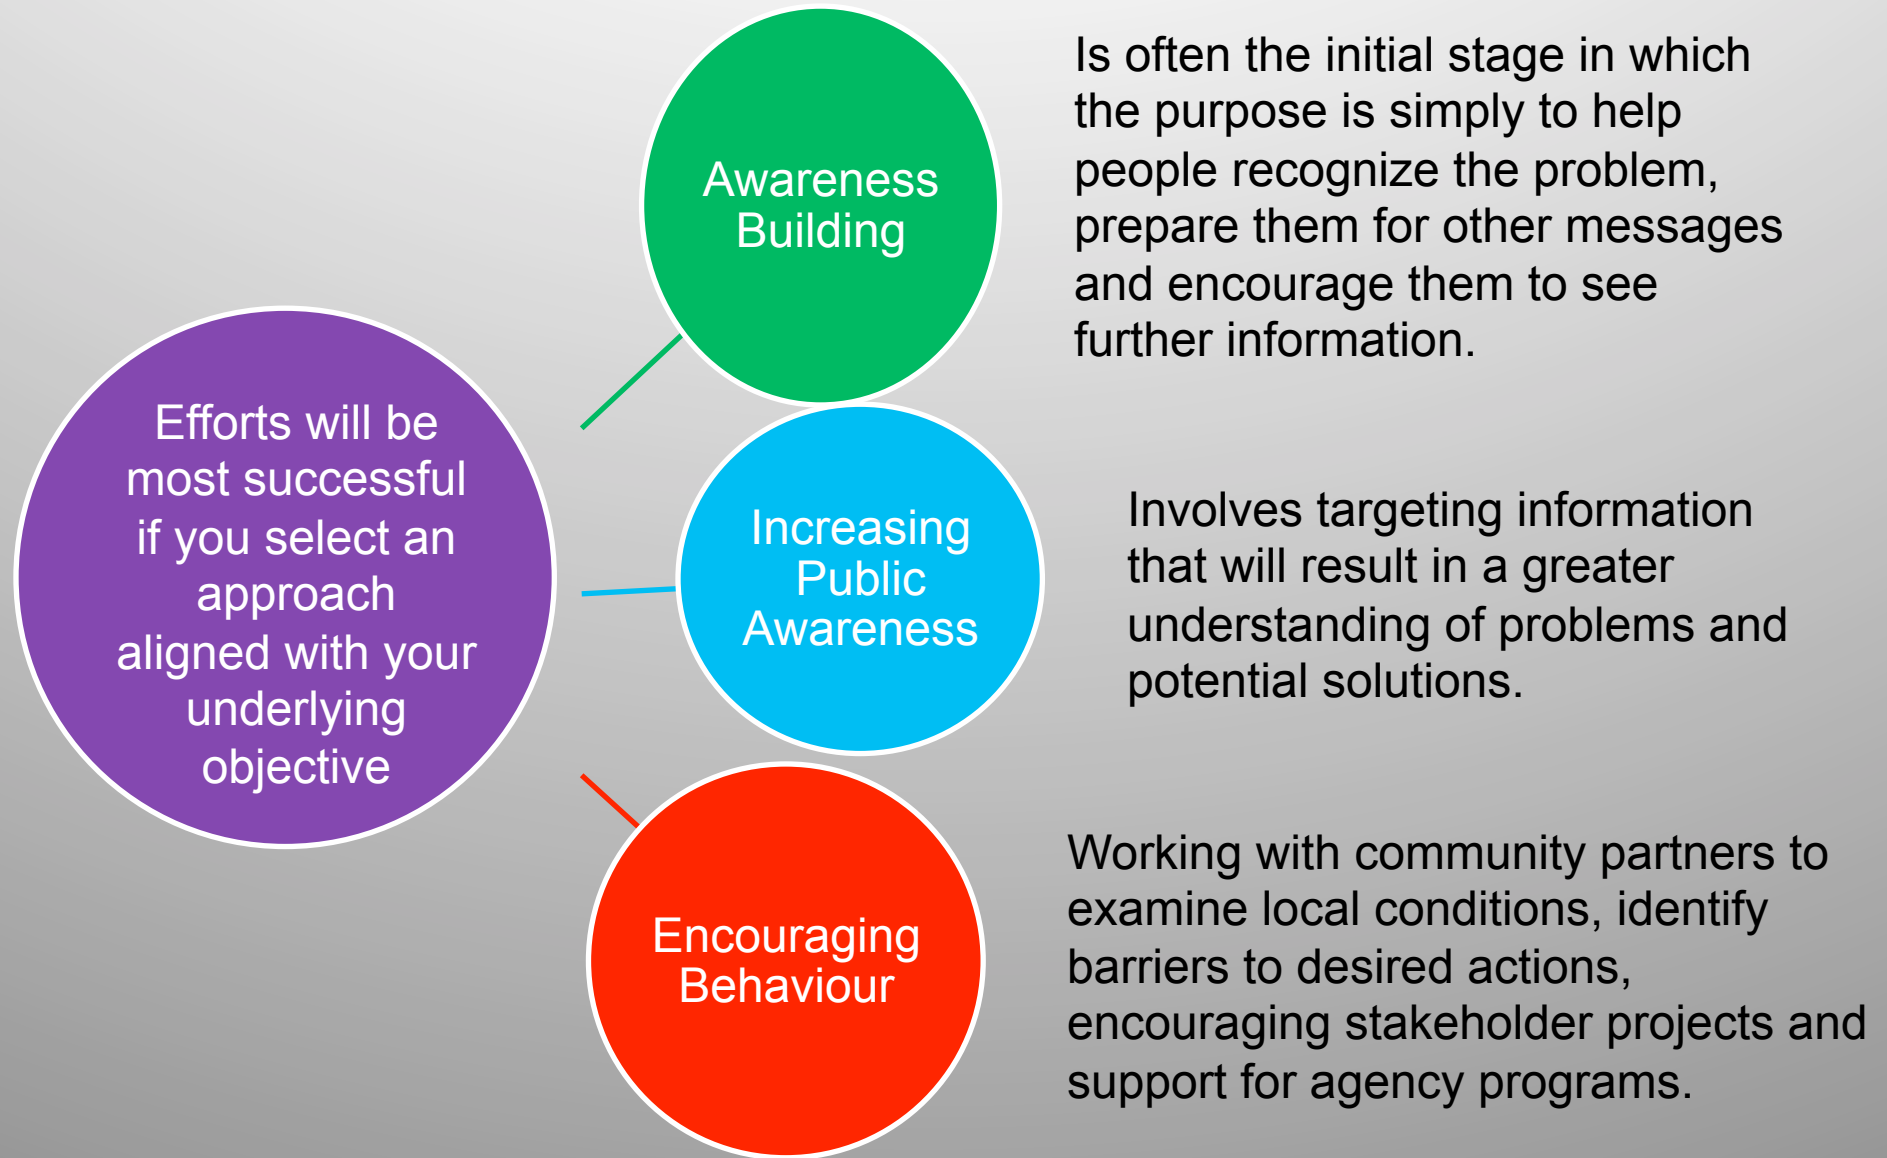 Efforts will be
most successful
if you select an
approach
aligned with your
underlying
objective
Awareness
Building
Is often the initial stage in which
the purpose is simply to help
people recognize the problem,
prepare them for other messages
and encourage them to see
further information.
Increasing
Public
Awareness
Involves targeting information
that will result in a greater
understanding of problems and
potential solutions.
Encouraging
Behaviour
Working with community partners to
examine local conditions, identify
barriers to desired actions,
encouraging stakeholder projects and
support for agency programs.